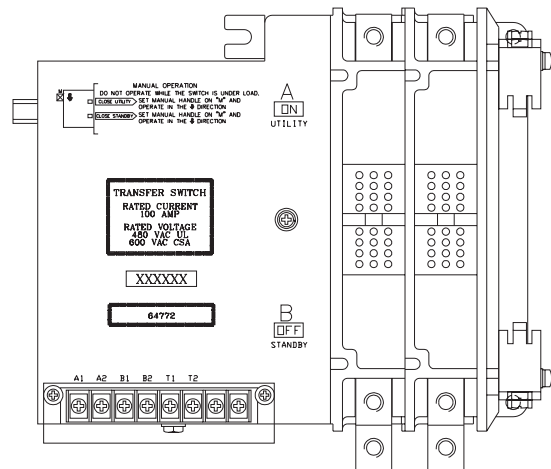 MANUAL OPERATION
DO NOT OPERATE WHILE THE SWITCH IS UNDER LOAD.
CLOSE UTILITY SET MANUAL HANDLE ON "M" AND
OPERATE IN THE DIRECTION
CLOSE STANDBY SET MANUAL HANDLE ON "M" AND
OPERATE IN THE DIRECTION
A
ON
UTILITY
TRANSFER SWITCH
RATED CURRENT
100 AMP
RATED VOLTAGE
480 VAC UL
600 VAC CSA
XXXXXX
64772
B
OFF
STANDBY
A1 A2 B1 B2 T1 T2